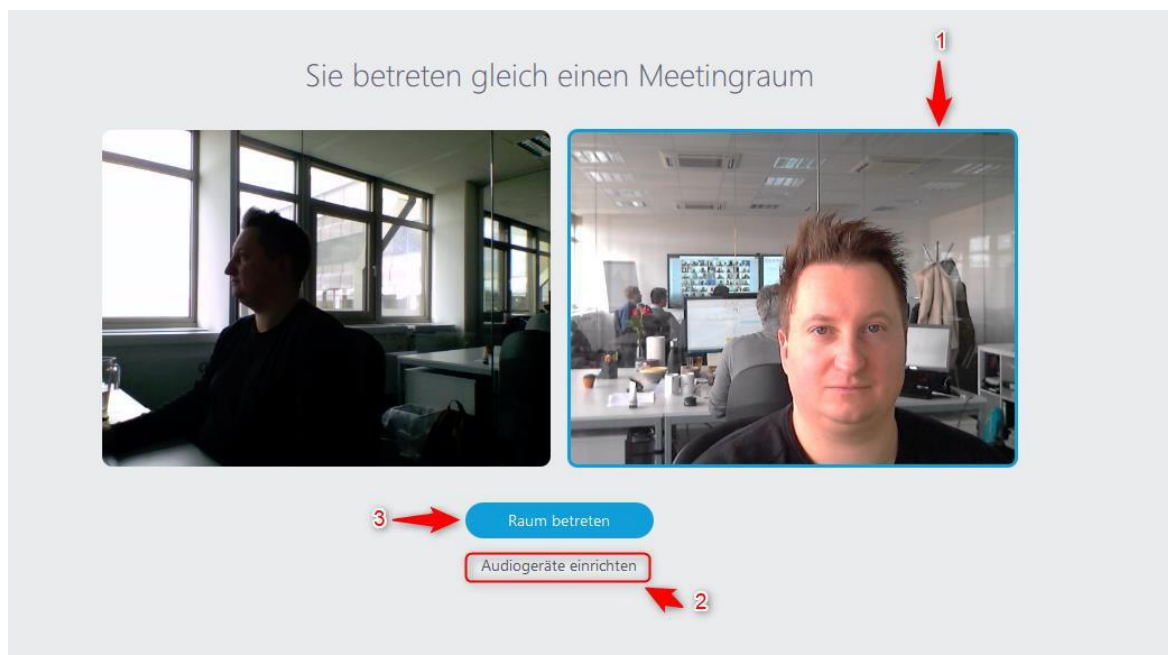 1
Sie betreten gleich einen Meetingraum
3
Raum betreten
Audiogeräte einrichten
2